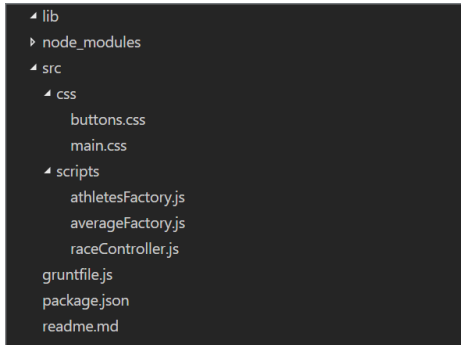 lib
node_modules
src
css
buttons.css
main.css
scripts
athletesFactory.js
averageFactory.js
raceController.js
gruntfile.js
package.json
readme.md